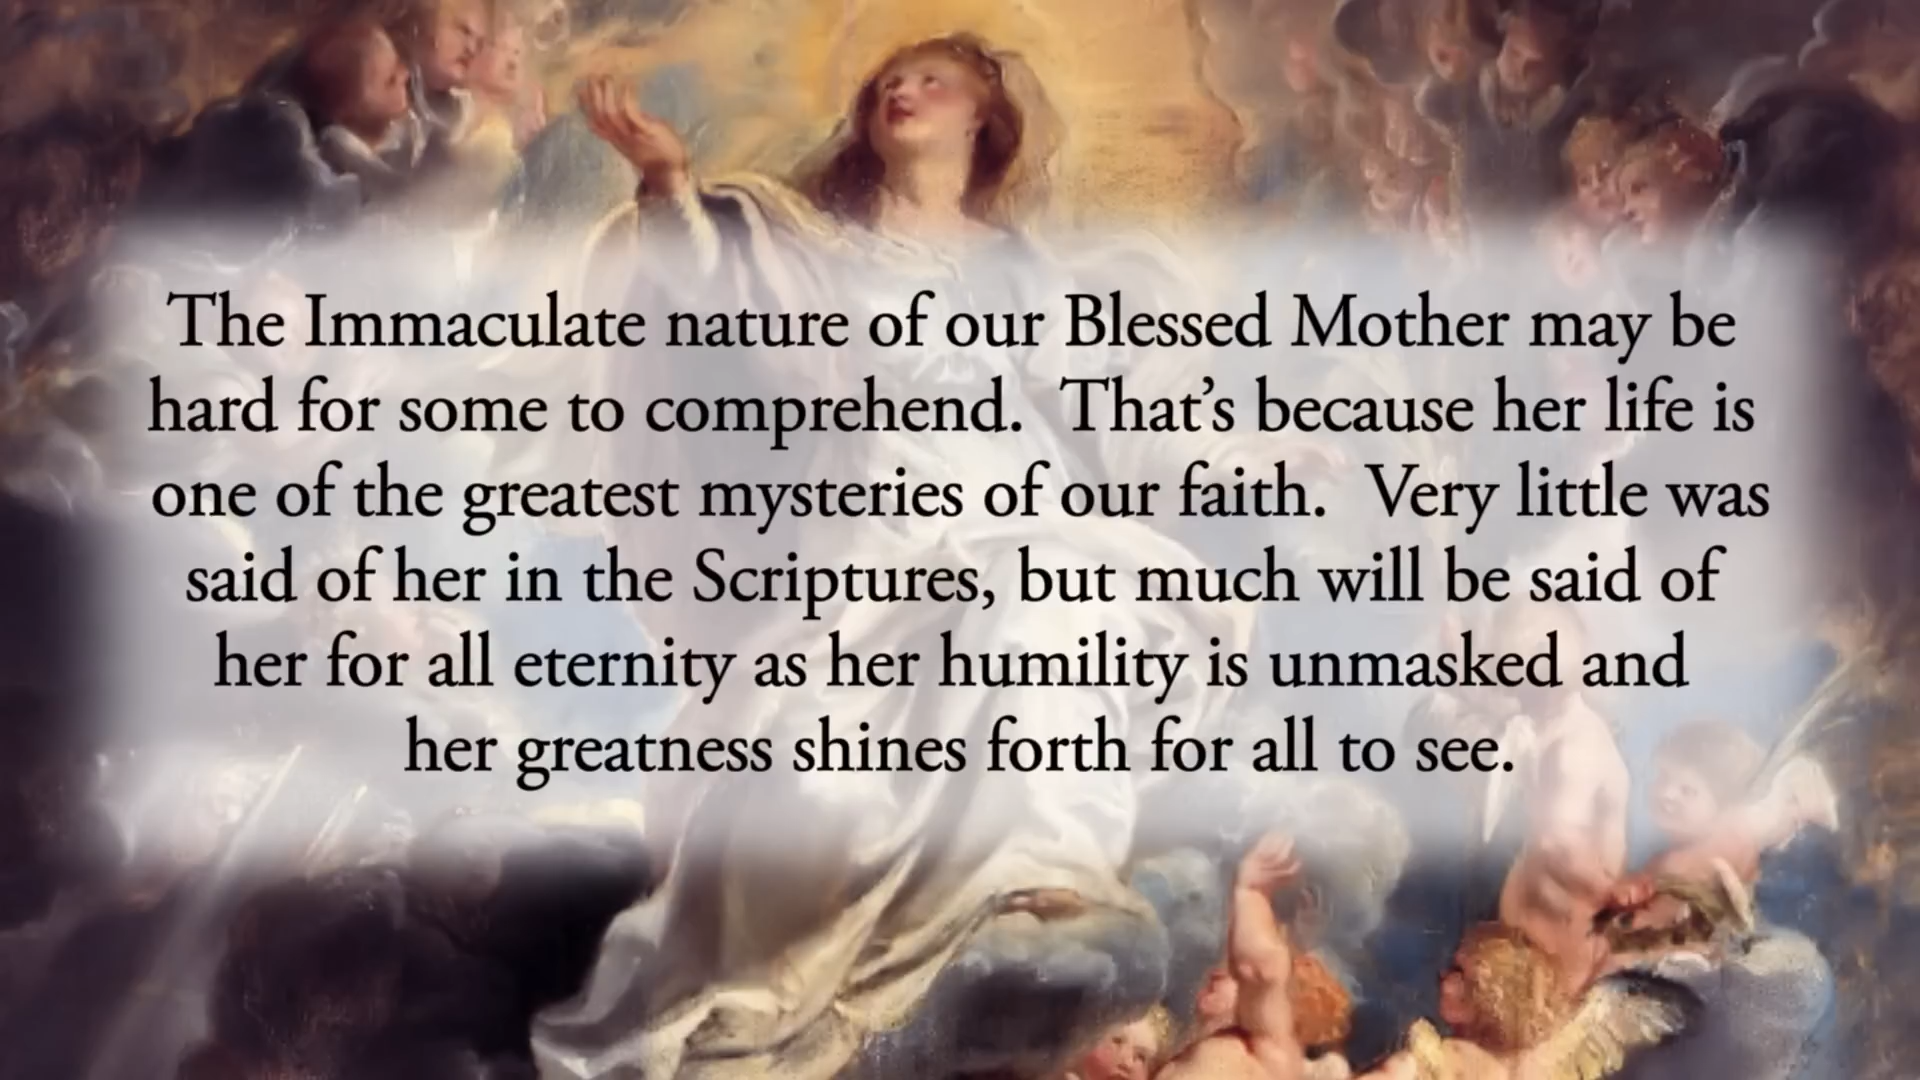 The Immaculate nature of our Blessed Mother may be
hard for some to comprehend.  That’s because her life is
one of the greatest mysteries of our faith.  Very little was
said of her in the Scriptures, but much will be said of
her for all eternity as her humility is unmasked and
her greatness shines forth for all to see.